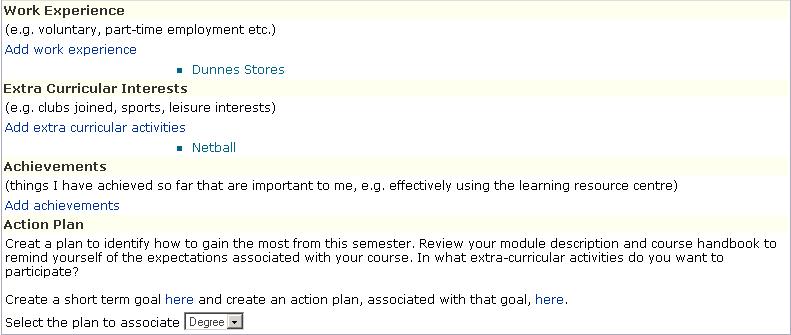 Work Experience
(e.g. voluntary, part-time employment etc.)
Add work experience
Dunnes Stores
Extra Curricular Interests
(e.g. clubs joined, sports, leisure interests)
Add extra curricular activities
Netball
Achievements
(things I have achieved so far that are important to me, e.g. effectively using the learning resource centre)
Add achievements
Action Plan
Creat a plan to identify how to gain the most from this semester. Review your module description and course handbook to
remind yourself of the expectations associated with your course. In what extra-curricular activities do you want to
participate?
Create a short term goal here and create an action plan, associated with that goal, here.
Select the plan to associate Degree